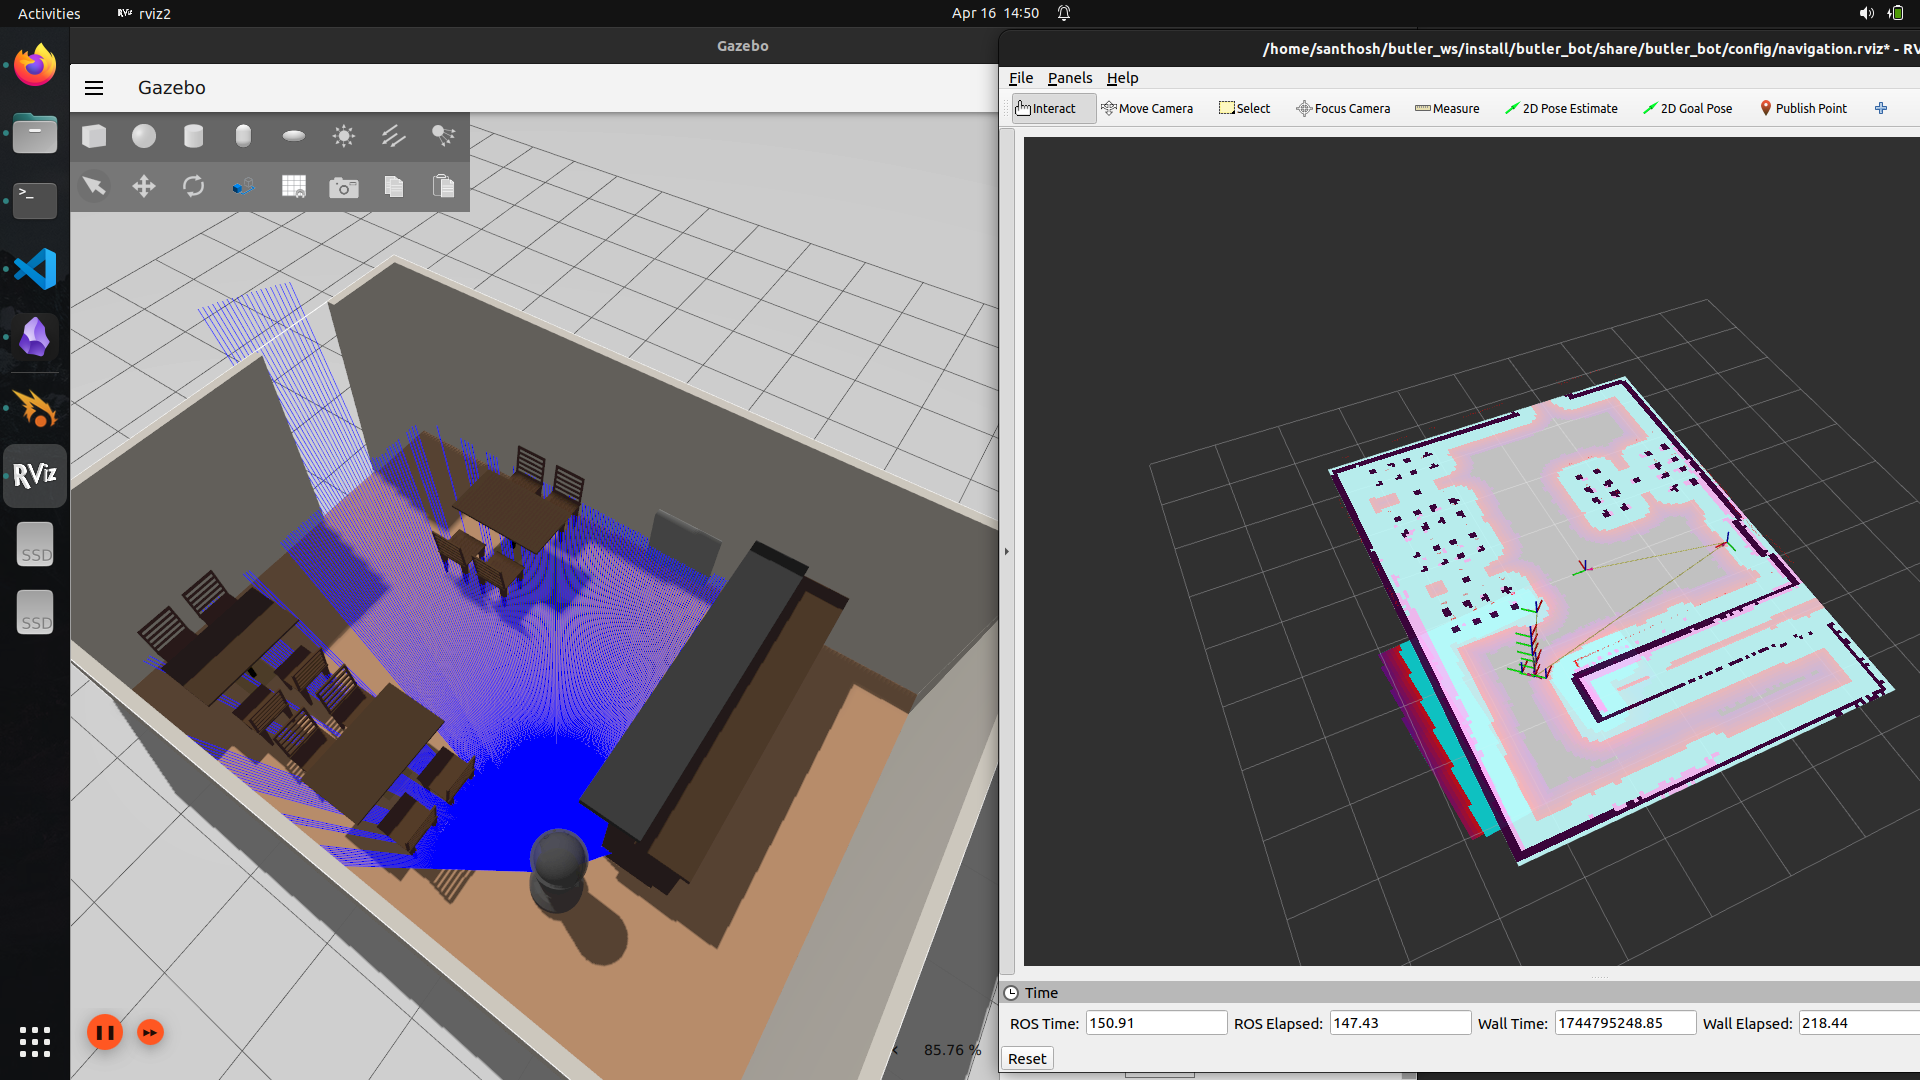 Activities
RViz rviz2
Apr 16 14:50
Gazebo
Gazebo
>_
RViz
SSD
SSD
85.76 %
/home/santhosh/butler_ws/install/butler_bot/share/butler_bot/config/navigation.rviz* - RV
File Panels Help
Interact Move Camera Select Focus Camera Measure 2D Pose Estimate 2D Goal Pose Publish Point
Time
ROS Time: 150.91 ROS Elapsed: 147.43 Wall Time: 1744795248.85 Wall Elapsed: 218.44
Reset